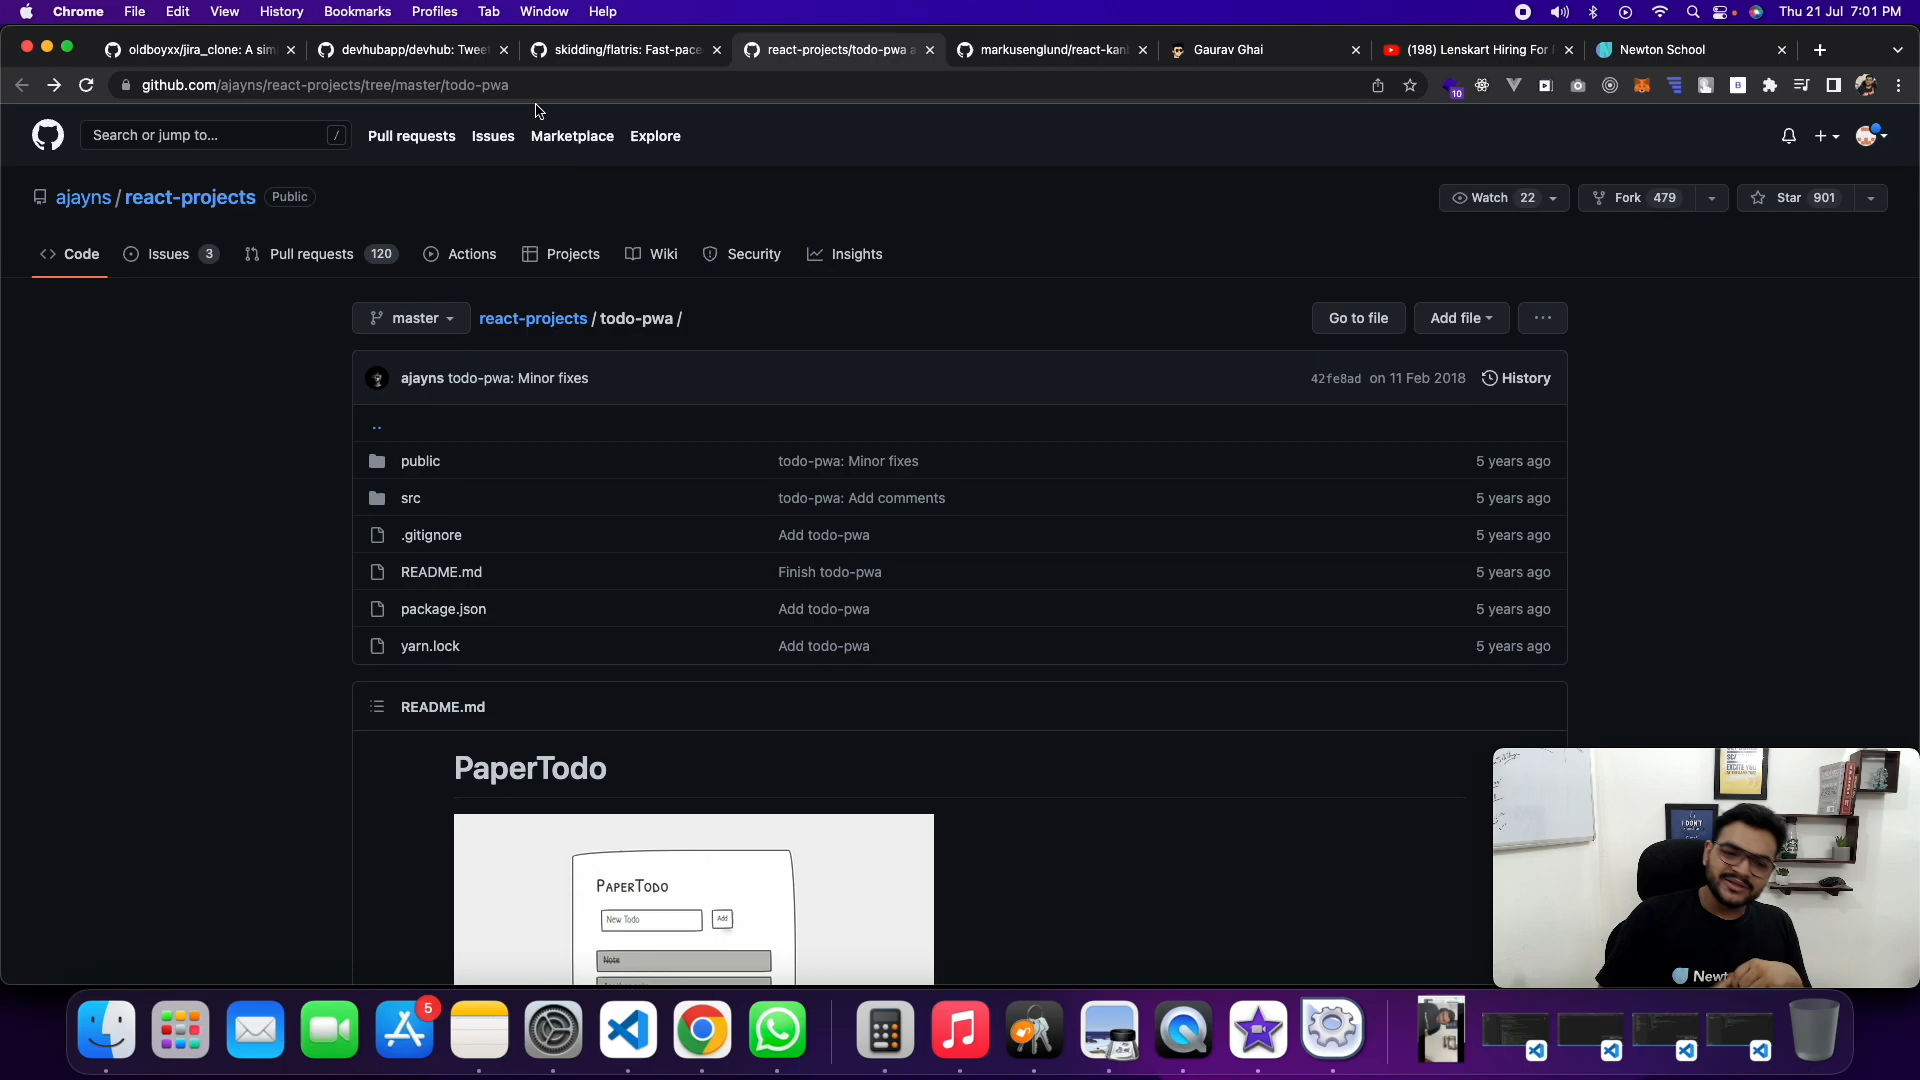 Chrome File Edit View History Bookmarks Profiles Tab Window Help
Thu 21 Jul 7:01 PM
oldboyxx/jira_clone: A sim
devhubapp/devhub: Tweet
skidding/flatris: Fast-pace
react-projects/todo-pwa a
markusenglund/react-kan
Gaurav Ghai
(198) Lenskart Hiring For
Newton School
github.com/ajayns/react-projects/tree/master/todo-pwa
10
Search or jump to... /
Pull requests Issues Marketplace Explore
ajayns / react-projects Public
Watch 22
Fork 479
Star 901
Code
Issues 3
Pull requests 120
Actions
Projects
Wiki
Security
Insights
master
react-projects / todo-pwa /
Go to file
Add file
ajayns todo-pwa: Minor fixes
42fe8ad on 11 Feb 2018
History
..
public todo-pwa: Minor fixes 5 years ago
src todo-pwa: Add comments 5 years ago
.gitignore Add todo-pwa 5 years ago
README.md Finish todo-pwa 5 years ago
package.json Add todo-pwa 5 years ago
yarn.lock Add todo-pwa 5 years ago
README.md
PaperTodo
PaperTodo
New Todo Add
Note
EXCITE YOU
I DON'T
Newt
5